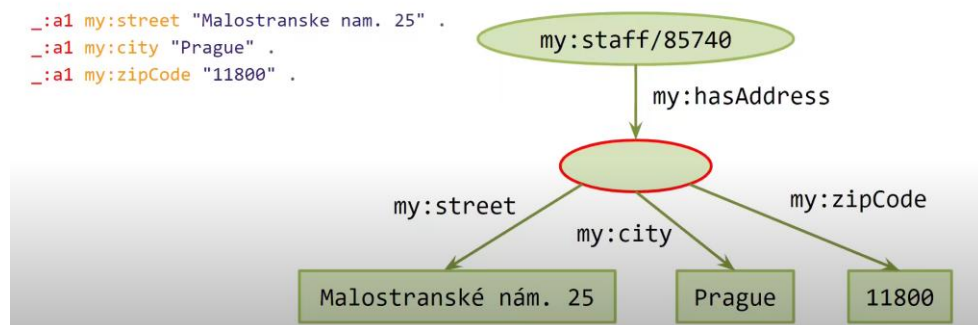 _:a1 my:street "Malostranske nam. 25" .
_:a1 my:city "Prague" .
_:a1 my:zipCode "11800" .
my:staff/85740
my:hasAddress
my:street
my:city
my:zipCode
Malostranské nám. 25
Prague
11800